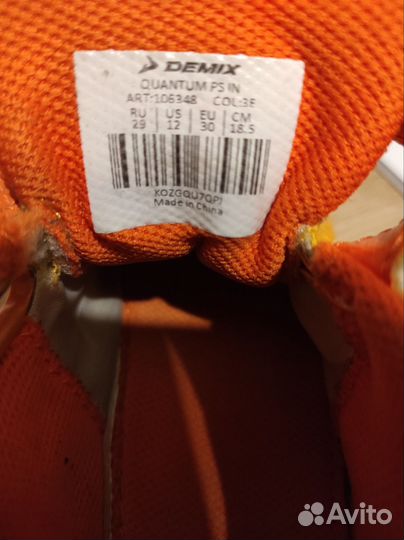 DEMIX
QUANTUM PS IN
ART:106348 COL:3E
RU US EU CM
29 12 30 18.5
XOZGQU7QPJ
Made in China
Avito